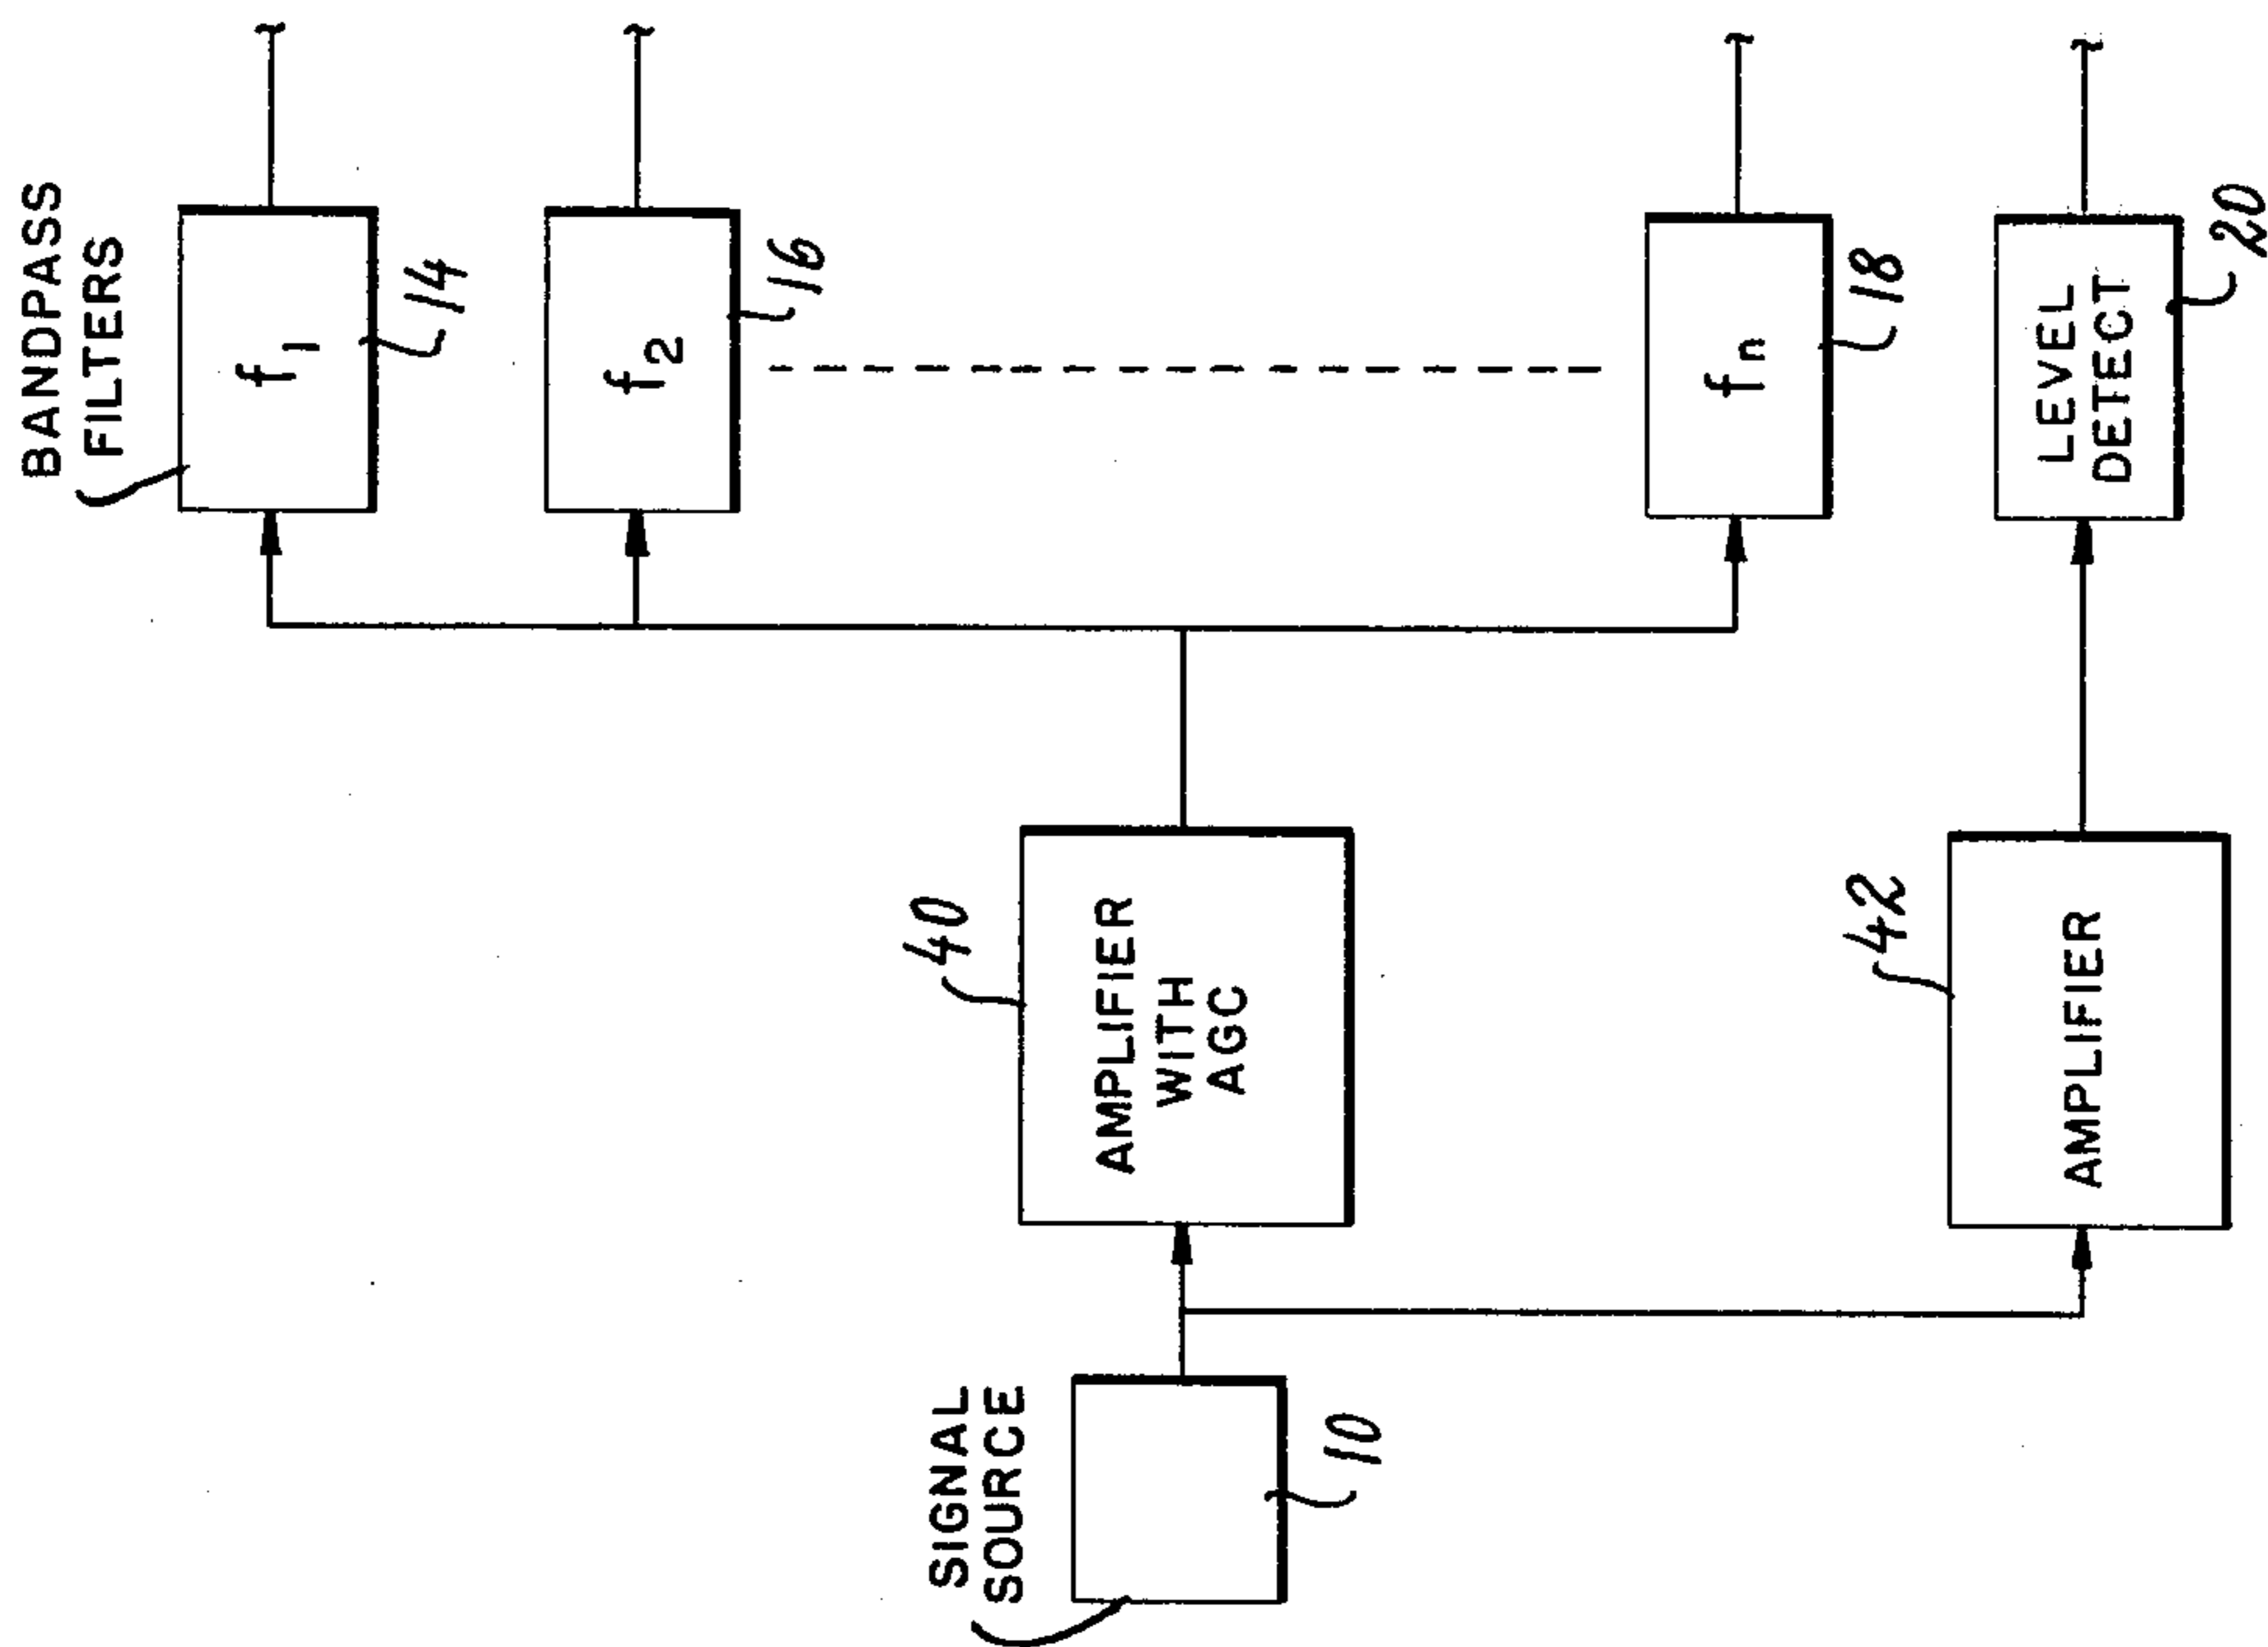 BANDPASS
FILTERS
f1
14
f2
16
fn
18
LEVEL
DETECT
20
40
AMPLIFIER
WITH
AGC
42
AMPLIFIER
SIGNAL
SOURCE
10